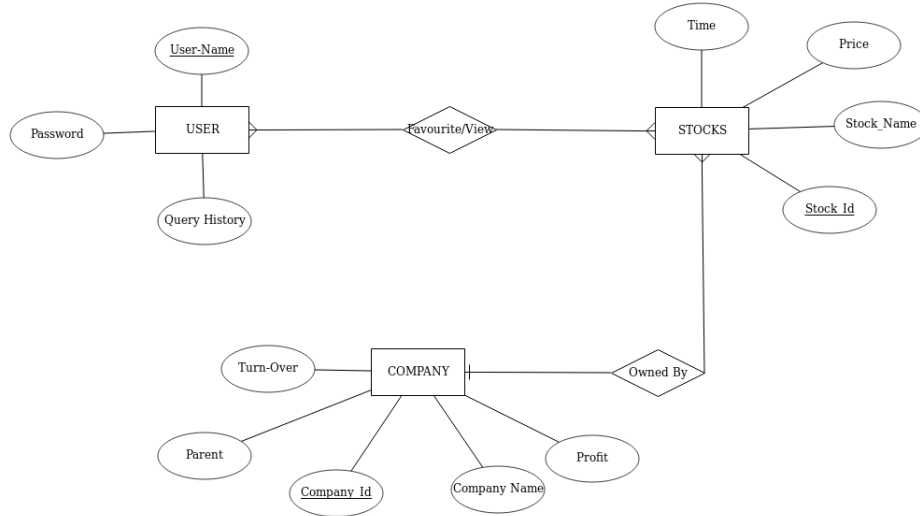 Time
Price
User-Name
Password
USER
Favourite/View
STOCKS
Stock_Name
Query History
Stock_Id
Turn-Over
COMPANY
Owned By
Parent
Profit
Company_Id
Company Name